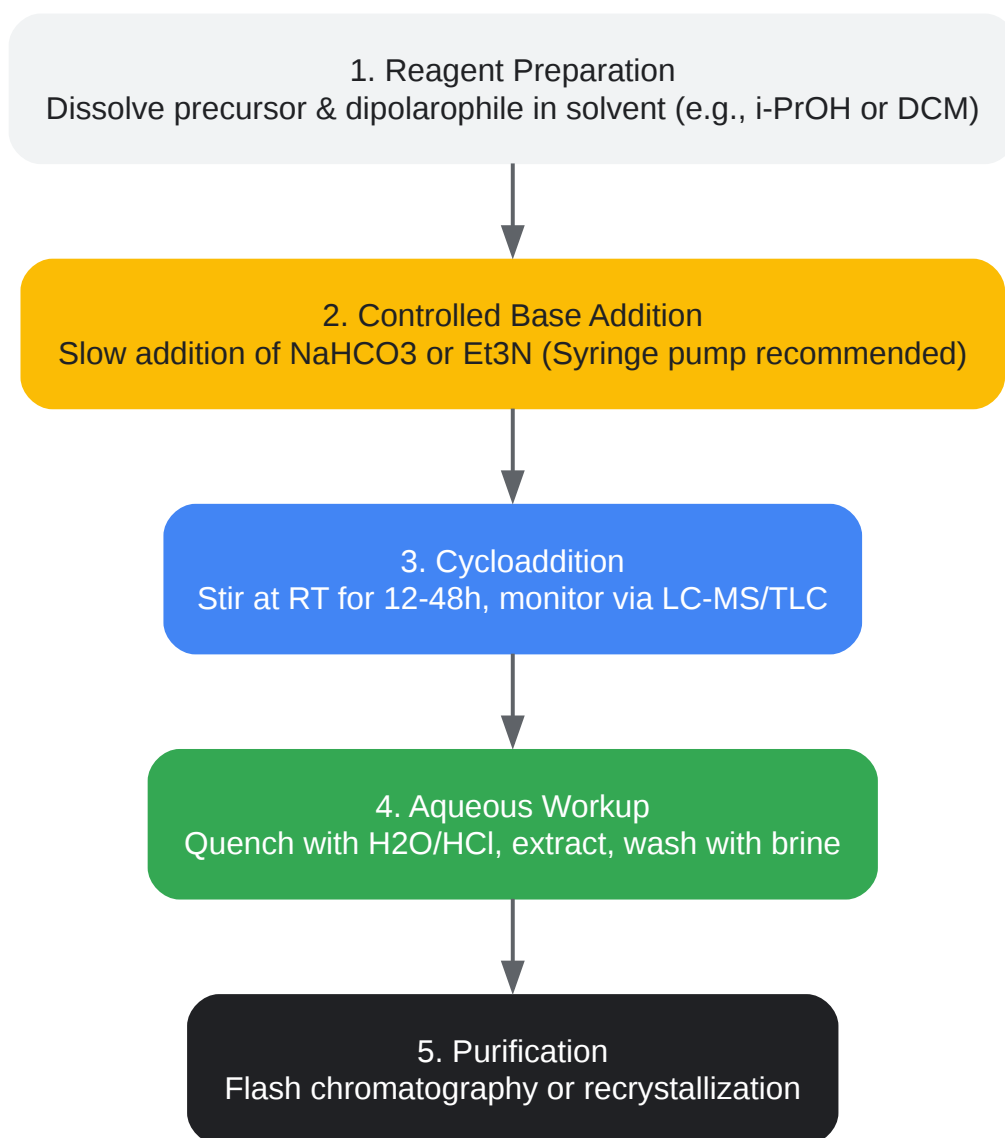 1. Reagent Preparation
Dissolve precursor & dipolarophile in solvent (e.g., i-PrOH or DCM)
2. Controlled Base Addition
Slow addition of NaHCO3 or Et3N (Syringe pump recommended)
3. Cycloaddition
Stir at RT for 12-48h, monitor via LC-MS/TLC
4. Aqueous Workup
Quench with H2O/HCl, extract, wash with brine
5. Purification
Flash chromatography or recrystallization